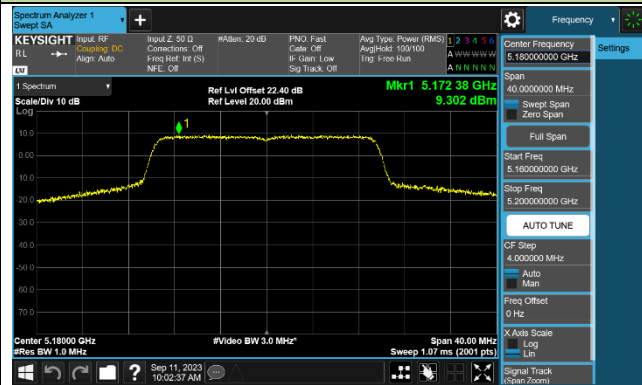 Spectrum Analyzer 1
Swept SA
+
Frequency
KEYSIGHT
RL
LXI
Input: RF
Coupling: DC
Align: Auto
Input Z: 50 Ω
Corrections: Off
Freq Ref: Int (S)
NFE: Off
#Atten: 20 dB
PNO: Fast
Gate: Off
IF Gain: Low
Sig Track: Off
Avg Type: Power (RMS)
Avg|Hold: 100/100
Trig: Free Run
1 2 3 4 5 6
A W W W W W
A N N N N N
1 Spectrum
Scale/Div 10 dB
Ref Lvl Offset 22.40 dB
Ref Level 20.00 dBm
Mkr1 5.172 38 GHz
9.302 dBm
Log
10.0
0.00
-10.0
-20.0
-30.0
-40.0
-50.0
-60.0
-70.0
1
Center 5.18000 GHz
#Res BW 1.0 MHz
#Video BW 3.0 MHz*
Span 40.00 MHz
Sweep 1.07 ms (2001 pts)
Sep 11, 2023
10:02:37 AM
?
Center Frequency
5.180000000 GHz
Settings
Span
40.0000000 MHz
Swept Span
Zero Span
Full Span
Start Freq
5.160000000 GHz
Stop Freq
5.200000000 GHz
AUTO TUNE
CF Step
4.000000 MHz
Auto
Man
Freq Offset
0 Hz
X Axis Scale
Log
Lin
Signal Track
(Span Zoom)